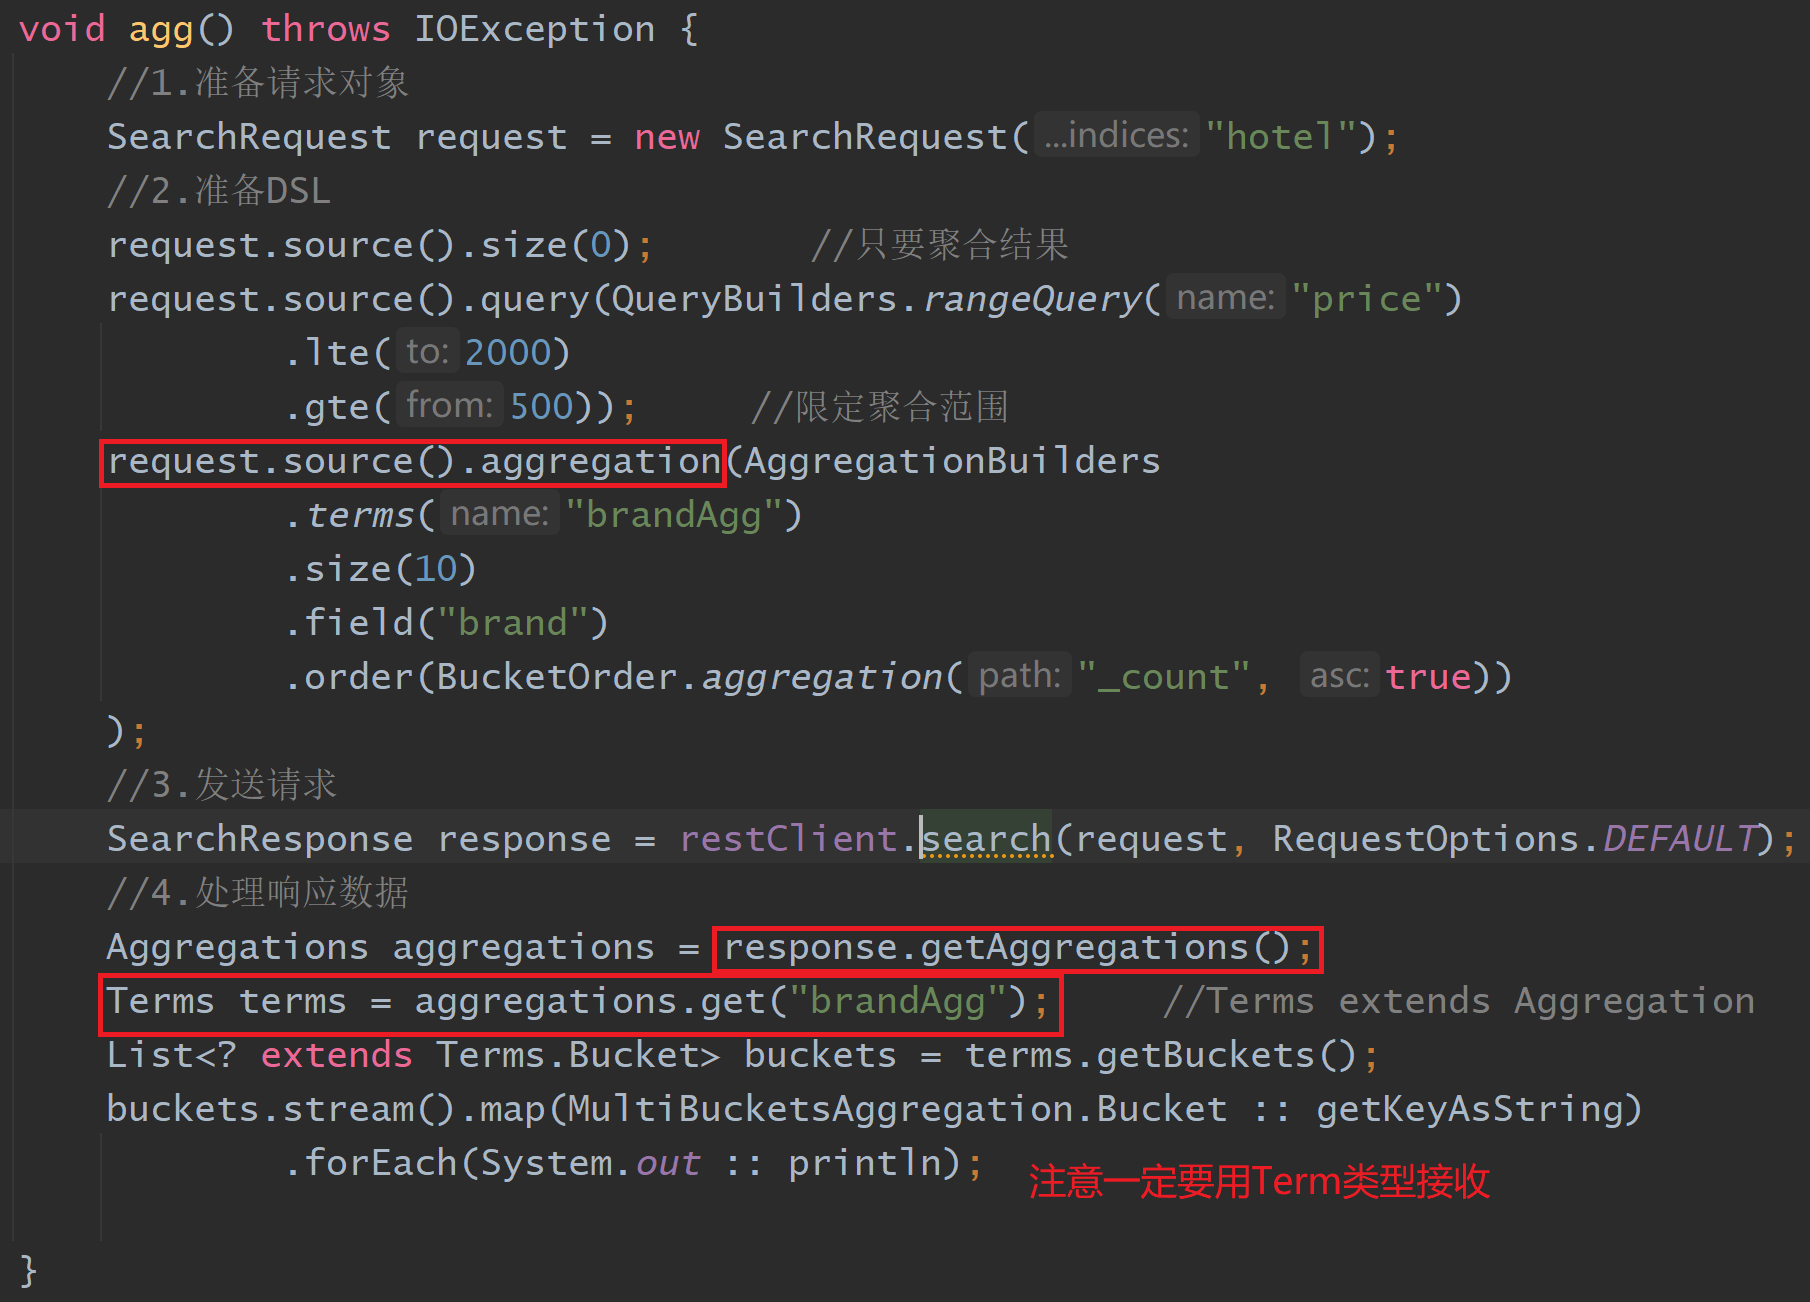 void agg() throws IOException {
//1.准备请求对象
SearchRequest request = new SearchRequest( ...indices: "hotel");
//2.准备DSL
request.source().size(0);        //只要聚合结果
request.source().query(QueryBuilders.rangeQuery( name: "price")
.lte( to: 2000)
.gte( from: 500));      //限定聚合范围
request.source().aggregation(AggregationBuilders
.terms( name: "brandAgg")
.size(10)
.field("brand")
.order(BucketOrder.aggregation( path: "_count",  asc: true))
);
//3.发送请求
SearchResponse response = restClient.search(request, RequestOptions.DEFAULT);
//4.处理响应数据
Aggregations aggregations = response.getAggregations();
Terms terms = aggregations.get("brandAgg");      //Terms extends Aggregation
List<? extends Terms.Bucket> buckets = terms.getBuckets();
buckets.stream().map(MultiBucketsAggregation.Bucket :: getKeyAsString)
.forEach(System.out :: println);
注意一定要用Term类型接收
}